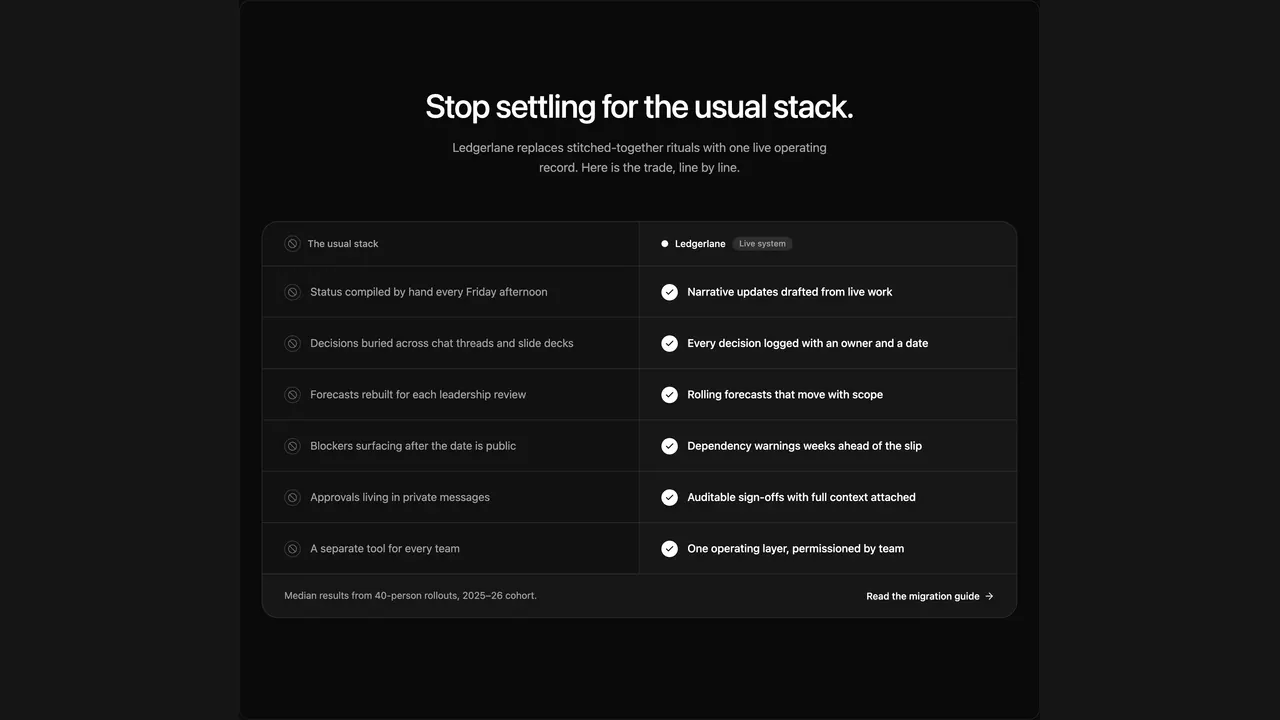 Stop settling for the usual stack.
Ledgerlane replaces stitched-together rituals with one live operating
record. Here is the trade, line by line.
The usual stack
Ledgerlane Live system
Status compiled by hand every Friday afternoon
Narrative updates drafted from live work
Decisions buried across chat threads and slide decks
Every decision logged with an owner and a date
Forecasts rebuilt for each leadership review
Rolling forecasts that move with scope
Blockers surfacing after the date is public
Dependency warnings weeks ahead of the slip
Approvals living in private messages
Auditable sign-offs with full context attached
A separate tool for every team
One operating layer, permissioned by team
Median results from 40-person rollouts, 2025–26 cohort.
Read the migration guide →